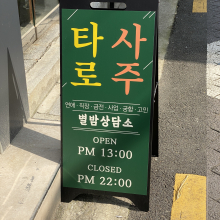 타로 사주
연애·직장·금전·사업·궁합·고민
별밤상담소
OPEN
PM 13:00
CLOSED
PM 22:00